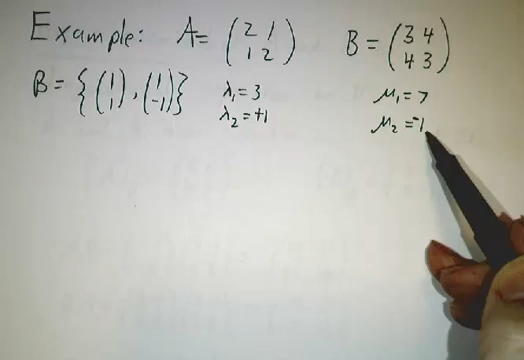 Example: A = (2 1; 1 2) B = (3 4; 4 3)
B = {(1; 1), (1; -1)} λ₁ = 3 μ₁ = 7
λ₂ = +1 μ₂ = -1